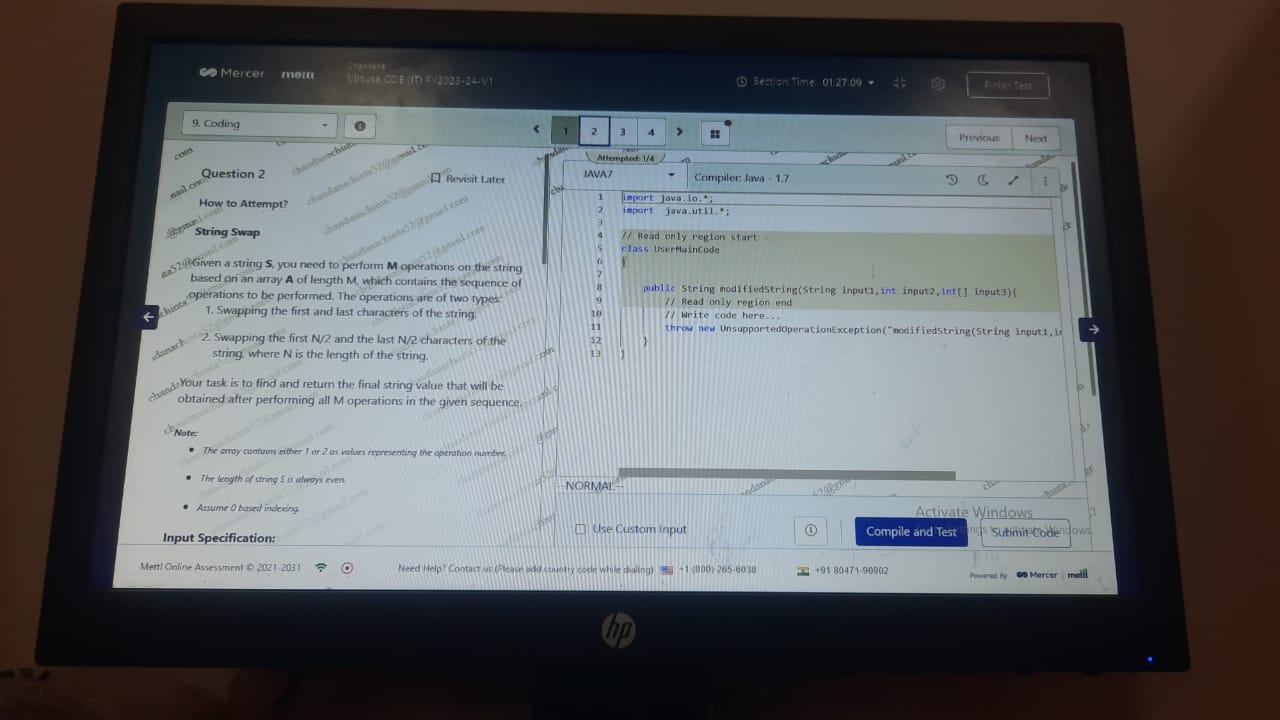 Mercer mettl
Virtusa COE (IT) FY2023-24-V1
Section Time: 01:27:09
Finish Test
9. Coding
1 2 3 4
Previous Next
Attempted: 1/4
Question 2
Revisit Later
How to Attempt?
String Swap
Given a string S, you need to perform M operations on the string
based on an array A of length M, which contains the sequence of
operations to be performed. The operations are of two types:
1. Swapping the first and last characters of the string.
2. Swapping the first N/2 and the last N/2 characters of the
string, where N is the length of the string.
Your task is to find and return the final string value that will be
obtained after performing all M operations in the given sequence.
Note:
The array contains either 1 or 2 as values representing the operation number.
The length of string S is always even.
Assume 0 based indexing.
Input Specification:
JAVA7
Compiler: Java - 1.7
1 import java.io.*;
2 import java.util.*;
3
4 // Read only region start
5 class UserMainCode
6 {
7
8 public String modifiedString(String input1,int input2,int[] input3){
9 // Read only region end
10 // Write code here...
11 throw new UnsupportedOperationException("modifiedString(String input1,in
12 }
13 }
--NORMAL--
Use Custom Input
Compile and Test
Submit Code
Activate Windows
Mettl Online Assessment © 2021-2031
Need Help? Contact us (Please add country code while dialing)
+1 (800) 265-6038
+91 80471-90902
Powered By
Mercer mettl
hp